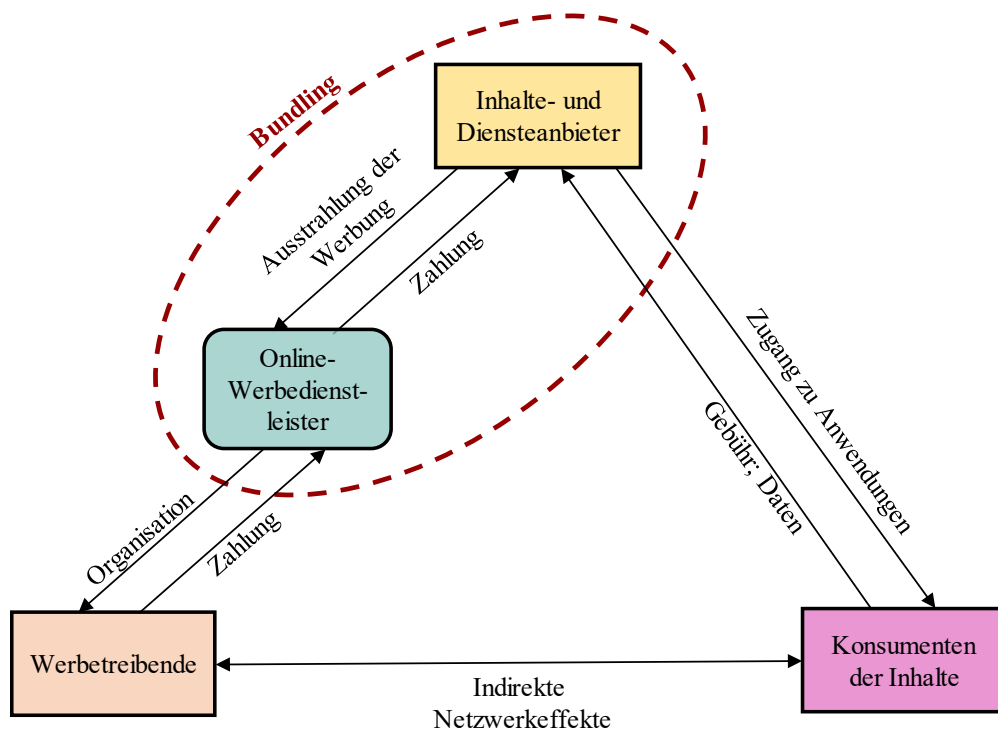 Bundling
Inhalte- und
Diensteanbieter
Ausstrahlung der
Werbung
Zahlung
Online-
Werbedienst-
leister
Zugang zu Anwendungen
Gebühr; Daten
Organisation
Zahlung
Werbetreibende
Konsumenten
der Inhalte
Indirekte
Netzwerkeffekte